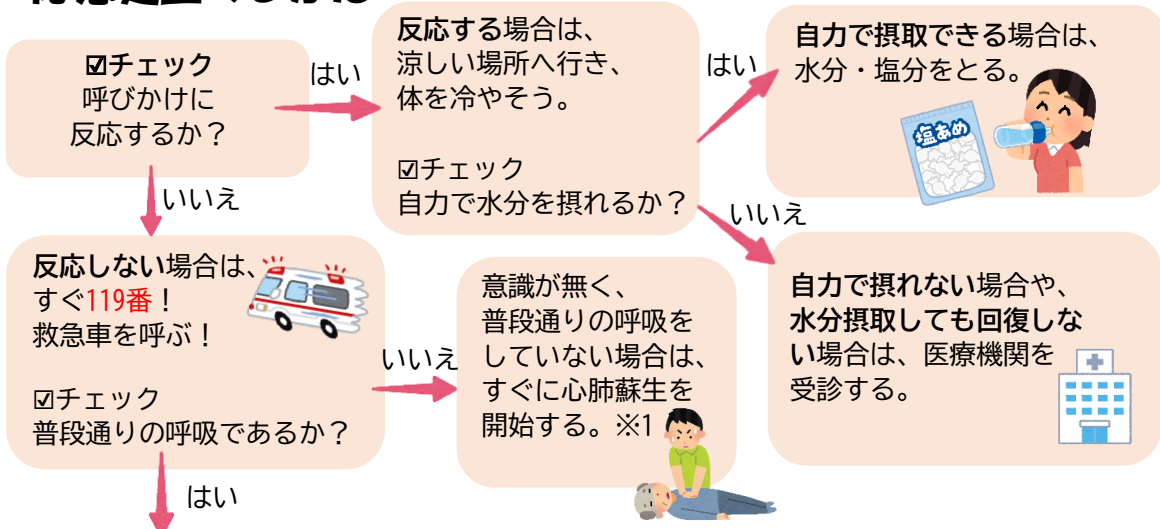 ☑チェック
呼びかけに
反応するか？
はい
反応する場合は、
涼しい場所へ行き、
体を冷やそう。
☑チェック
自力で水分を摂れるか？
はい
自力で摂取できる場合は、
水分・塩分をとる。
塩あめ
いいえ
自力で摂れない場合や、
水分摂取しても回復しな
い場合は、医療機関を
受診する。
いいえ
反応しない場合は、
すぐ119番！
救急車を呼ぶ！
☑チェック
普段通りの呼吸であるか？
いいえ
意識が無く、
普段通りの呼吸を
していない場合は、
すぐに心肺蘇生を
開始する。※1
はい